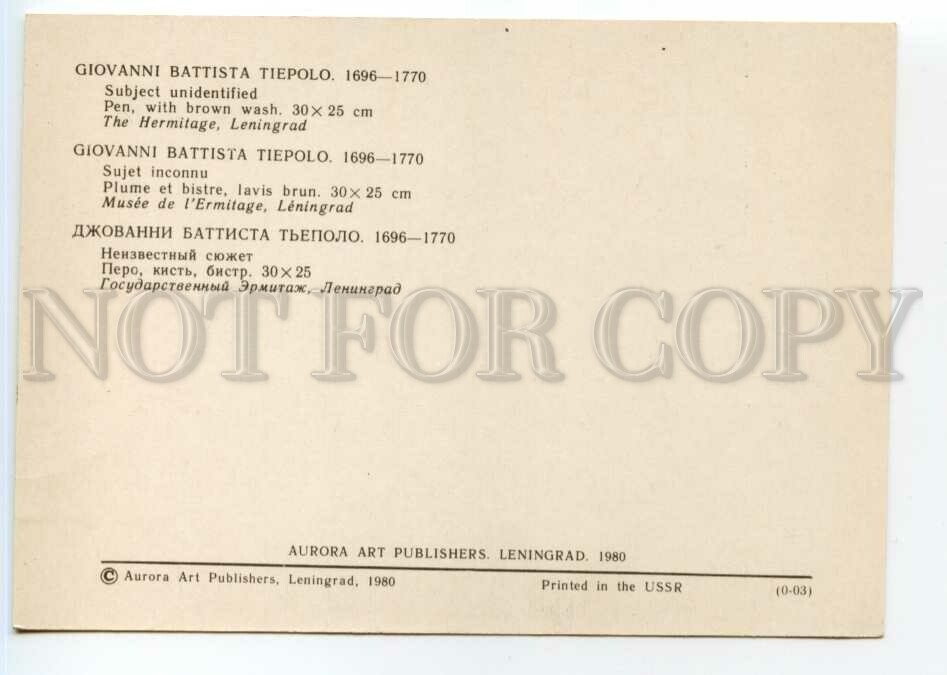 GIOVANNI BATTISTA TIEPOLO. 1696—1770
Subject unidentified
Pen, with brown wash. 30×25 cm
The Hermitage, Leningrad
GIOVANNI BATTISTA TIEPOLO. 1696—1770
Sujet inconnu
Plume et bistre, lavis brun. 30×25 cm
Musée de l'Ermitage, Léningrad
ДЖОВАННИ БАТТИСТА ТЬЕПОЛО. 1696—1770
Неизвестный сюжет
Перо, кисть, бистр. 30×25
Государственный Эрмитаж, Ленинград
NOT FOR COPY
AURORA ART PUBLISHERS. LENINGRAD. 1980
© Aurora Art Publishers, Leningrad, 1980 Printed in the USSR (0-03)